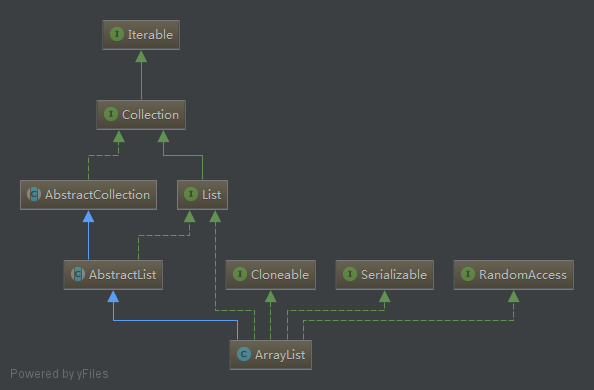 I Iterable
I Collection
C AbstractCollection
I List
C AbstractList
I Cloneable
I Serializable
I RandomAccess
C ArrayList
Powered by yFiles